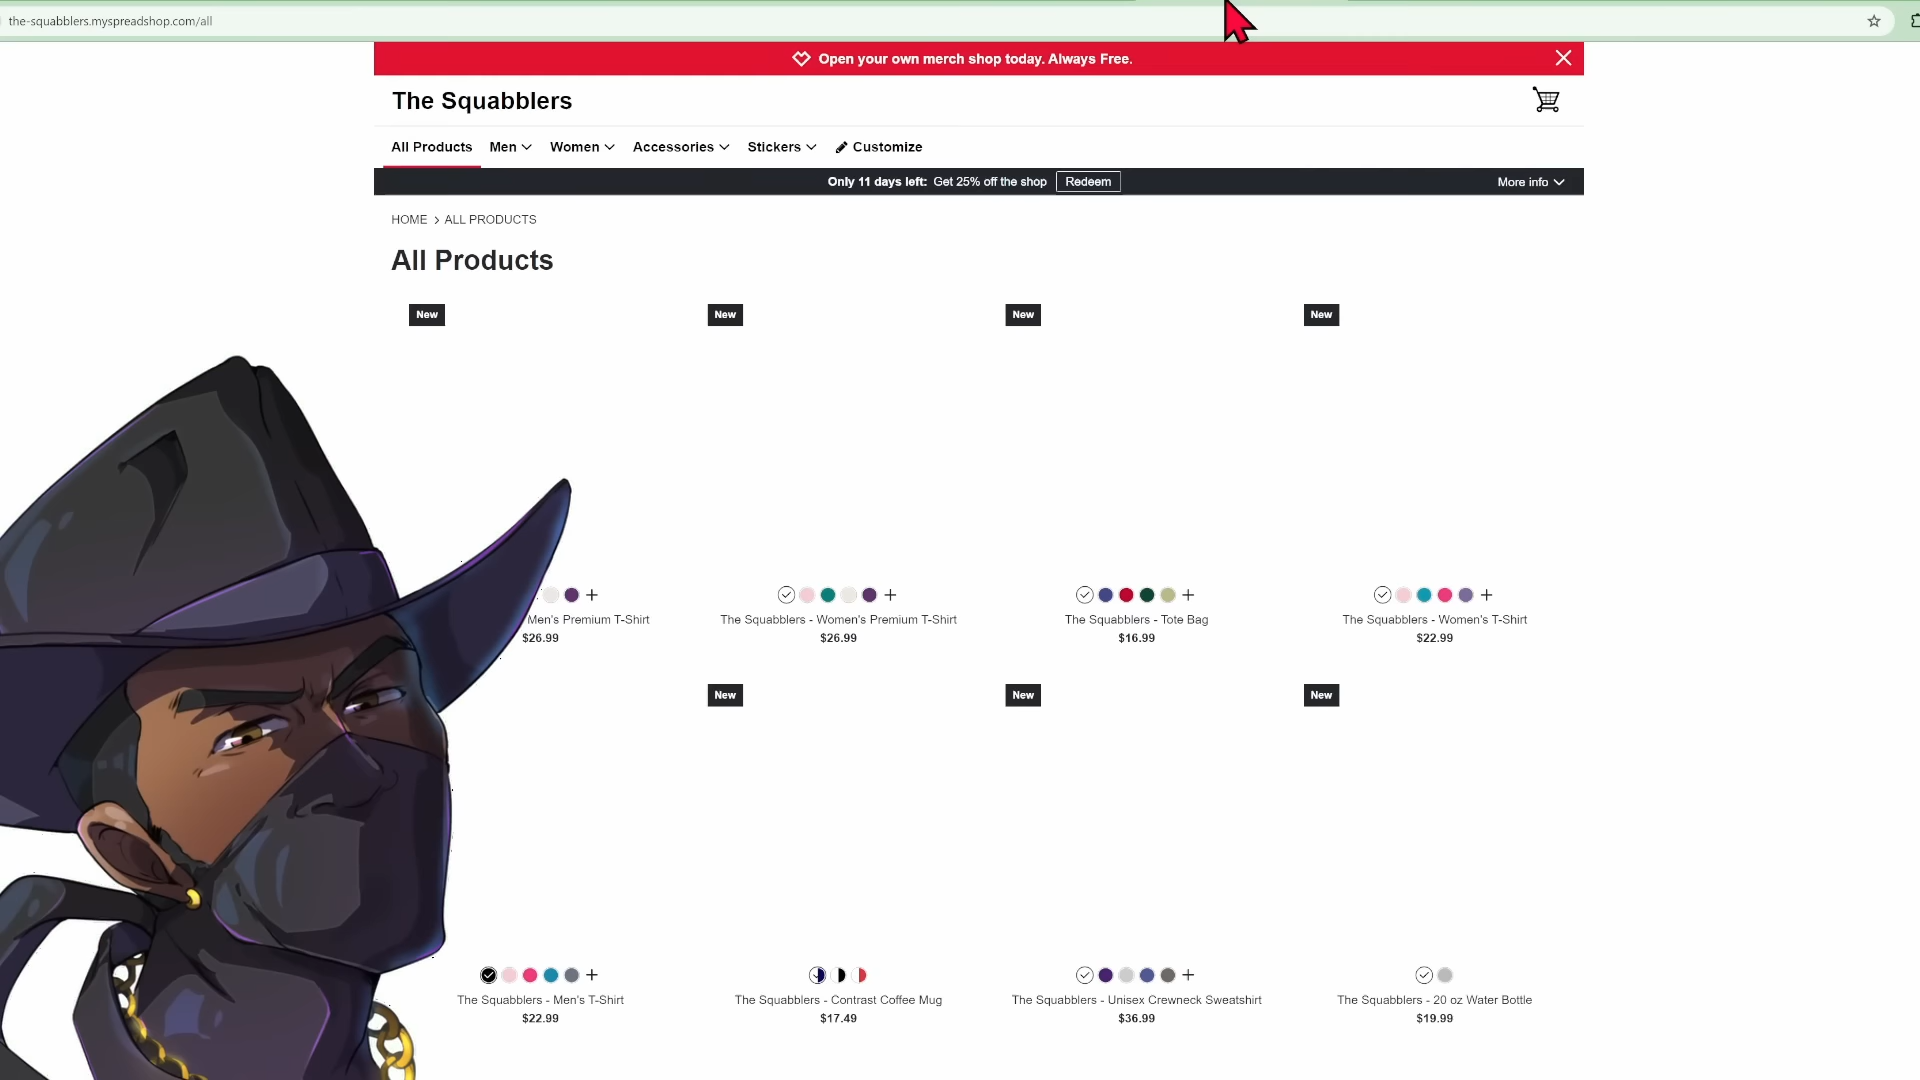 the-squabblers.myspreadshop.com/all
Open your own merch shop today. Always Free.
The Squabblers
All Products Men Women Accessories Stickers Customize
Only 11 days left: Get 25% off the shop Redeem More info
HOME > ALL PRODUCTS
All Products
New New New New
Men's Premium T-Shirt The Squabblers - Women's Premium T-Shirt The Squabblers - Tote Bag The Squabblers - Women's T-Shirt
$26.99 $26.99 $16.99 $22.99
New New New
The Squabblers - Men's T-Shirt The Squabblers - Contrast Coffee Mug The Squabblers - Unisex Crewneck Sweatshirt The Squabblers - 20 oz Water Bottle
$22.99 $17.49 $36.99 $19.99